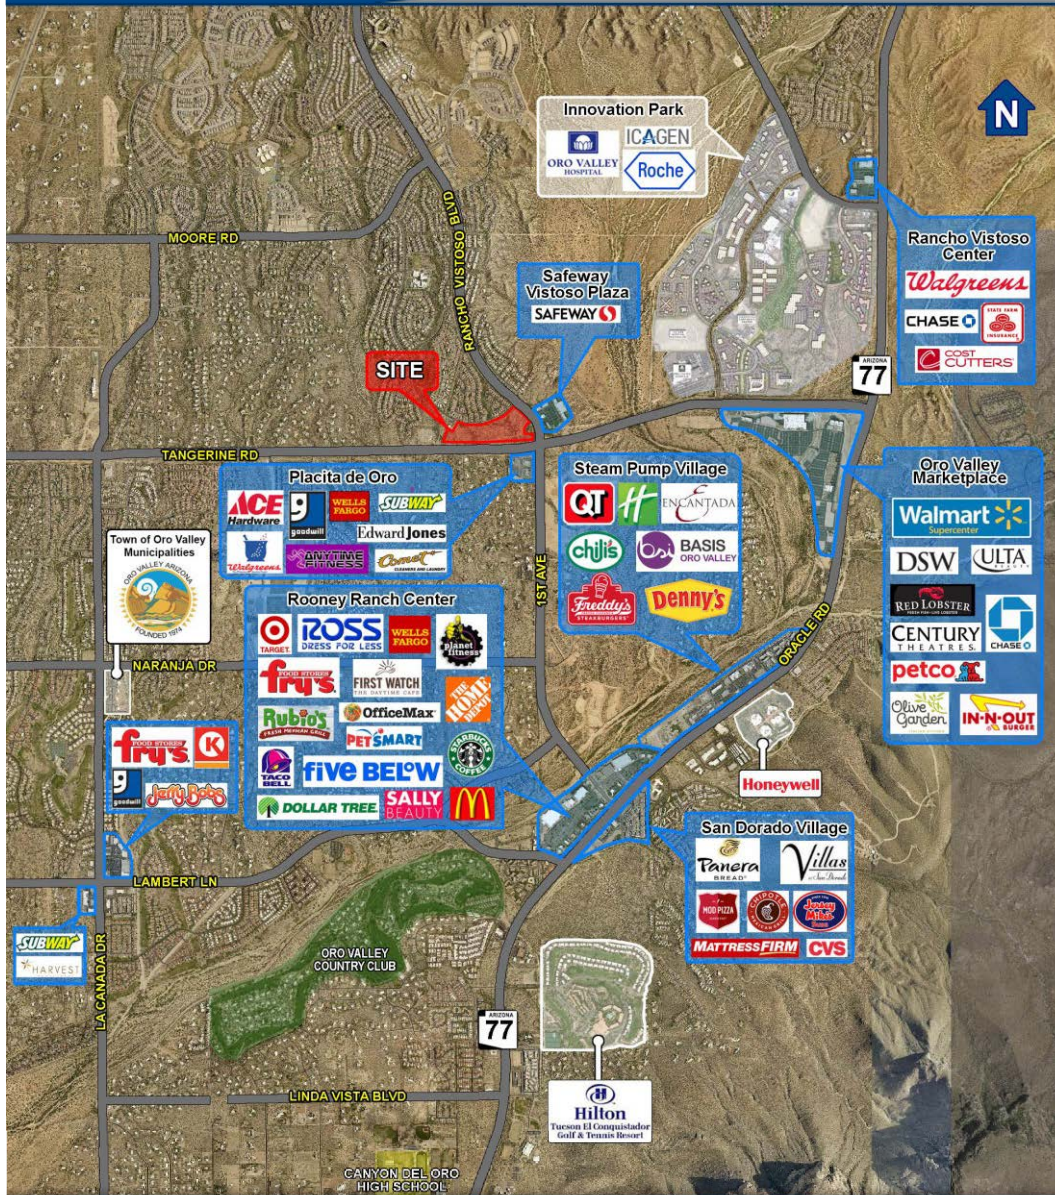 Innovation Park
ICAGEN
ORO VALLEY
HOSPITAL
Roche
N
MOORE RD
RANCHO VISTOSO BLVD
Safeway
Vistoso Plaza
SAFEWAY
Rancho Vistoso
Center
Walgreens
CHASE
STATE FARM
INSURANCE
COST
CUTTERS
ARIZONA
77
SITE
TANGERINE RD
Placita de Oro
ACE
Hardware
goodwill
WELLS
FARGO
SUBWAY
Edward Jones
Walgreens
ANYTIME
FITNESS
Comet
CLEANERS AND LAUNDRY
Steam Pump Village
QT
H
ENCANTADA
chili's
bsi
BASIS
ORO VALLEY
Freddy's
STEAKBURGERS
Denny's
Oro Valley
Marketplace
Walmart
Supercenter
DSW
ULTA
BEAUTY
RED LOBSTER
FRESH FISH LIVE LOBSTER
CENTURY
THEATRES.
CHASE
petco
Olive
Garden
IN-N-OUT
BURGER
Town of Oro Valley
Municipalities
ORO VALLEY ARIZONA
FOUNDED 1974
1ST AVE
ORACLE RD
NARANJA DR
Rooney Ranch Center
TARGET
ROSS
DRESS FOR LESS
WELLS
FARGO
planet
fitness
FOOD STORES
fry's
FIRST WATCH
THE DAYTIME CAFE
THE
HOME
DEPOT
Rubio's
FRESH MEXICAN GRILL
OfficeMax
PETSMART
STARBUCKS
COFFEE
TACO
BELL
fiVE BELOW
DOLLAR TREE
SALLY
BEAUTY
M
FOOD STORES
fry's
K
goodwill
Jerry Bobs
Honeywell
San Dorado Village
Panera
BREAD
Villas
at San Dorado
MOD PIZZA
CHIPOTLE
MEXICAN GRILL
Jersey
Mike's
SUBS
MATTRESS FIRM
CVS
LAMBERT LN
SUBWAY
HARVEST
LA CANADA DR
ORO VALLEY
COUNTRY CLUB
ARIZONA
77
Hilton
Tucson El Conquistador
Golf & Tennis Resort
LINDA VISTA BLVD
CANYON DEL ORO
HIGH SCHOOL